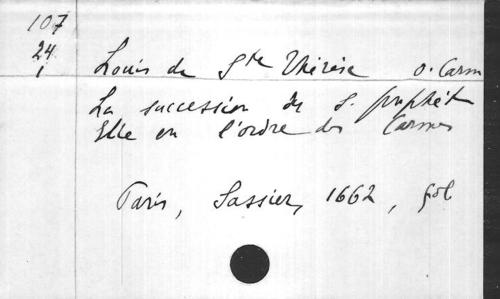 107
24
1
Louis de Ste Thérèse o. Carm
La succession du S. prophète
Elie en l'ordre des Carmes
Paris, Sassier, 1662, fol